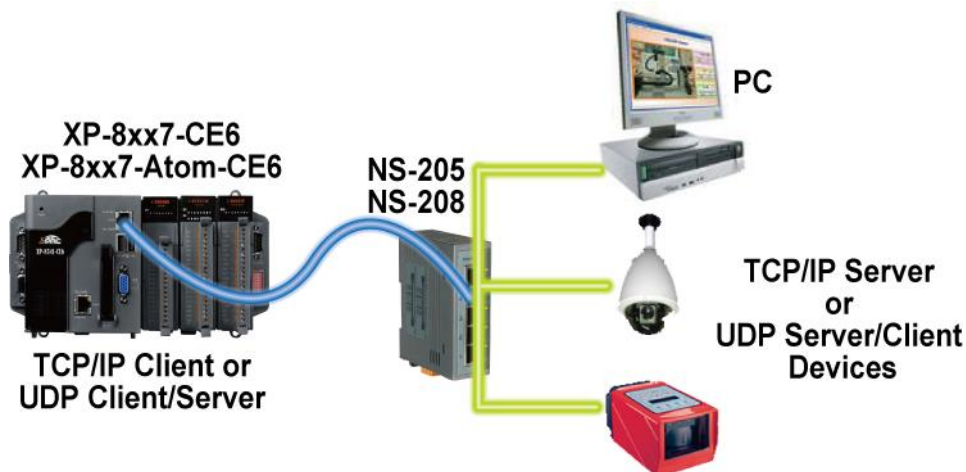 XP-8xx7-CE6
XP-8xx7-Atom-CE6
NS-205
NS-208
PC
TCP/IP Client or
UDP Client/Server
TCP/IP Server
or
UDP Server/Client
Devices